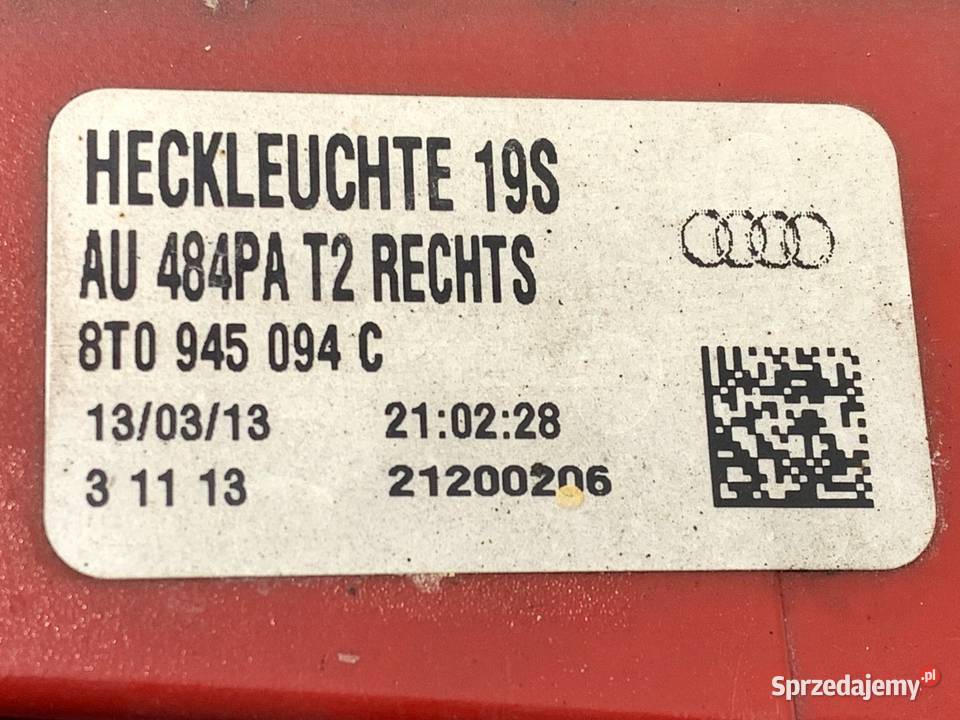 HECKLEUCHTE 19S
AU 484PA T2 RECHTS
8T0 945 094 C
13/03/13 21:02:28
3 11 13 21200206
Sprzedajemy.pl